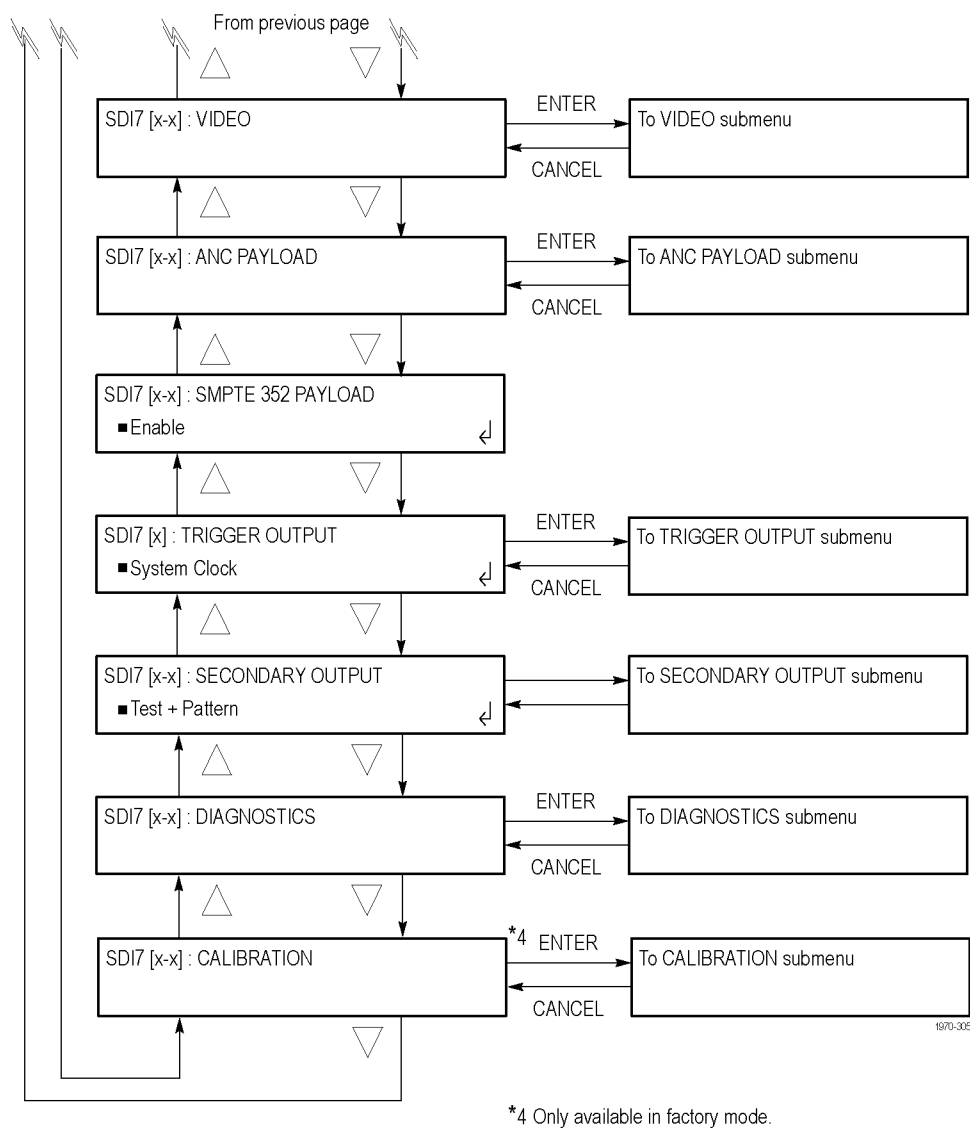 From previous page
SDI7 [x-x] : VIDEO
ENTER
CANCEL
To VIDEO submenu
SDI7 [x-x] : ANC PAYLOAD
ENTER
CANCEL
To ANC PAYLOAD submenu
SDI7 [x-x] : SMPTE 352 PAYLOAD
■ Enable
SDI7 [x] : TRIGGER OUTPUT
■ System Clock
ENTER
CANCEL
To TRIGGER OUTPUT submenu
SDI7 [x-x] : SECONDARY OUTPUT
■ Test + Pattern
To SECONDARY OUTPUT submenu
SDI7 [x-x] : DIAGNOSTICS
ENTER
CANCEL
To DIAGNOSTICS submenu
SDI7 [x-x] : CALIBRATION
*4 ENTER
CANCEL
To CALIBRATION submenu
1970-305
*4 Only available in factory mode.